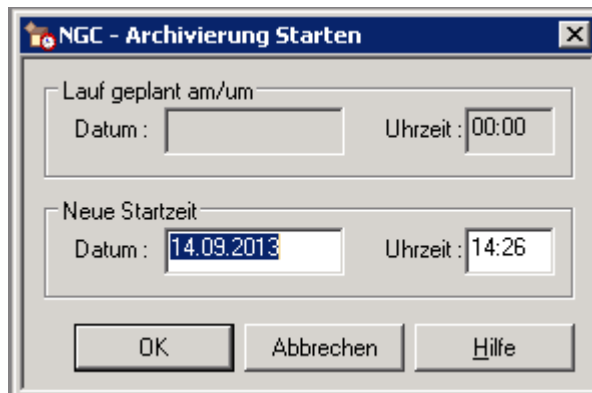 NGC - Archivierung Starten
Lauf geplant am/um
Datum : Uhrzeit : 00:00
Neue Startzeit
Datum : 14.09.2013 Uhrzeit : 14:26
OK Abbrechen Hilfe